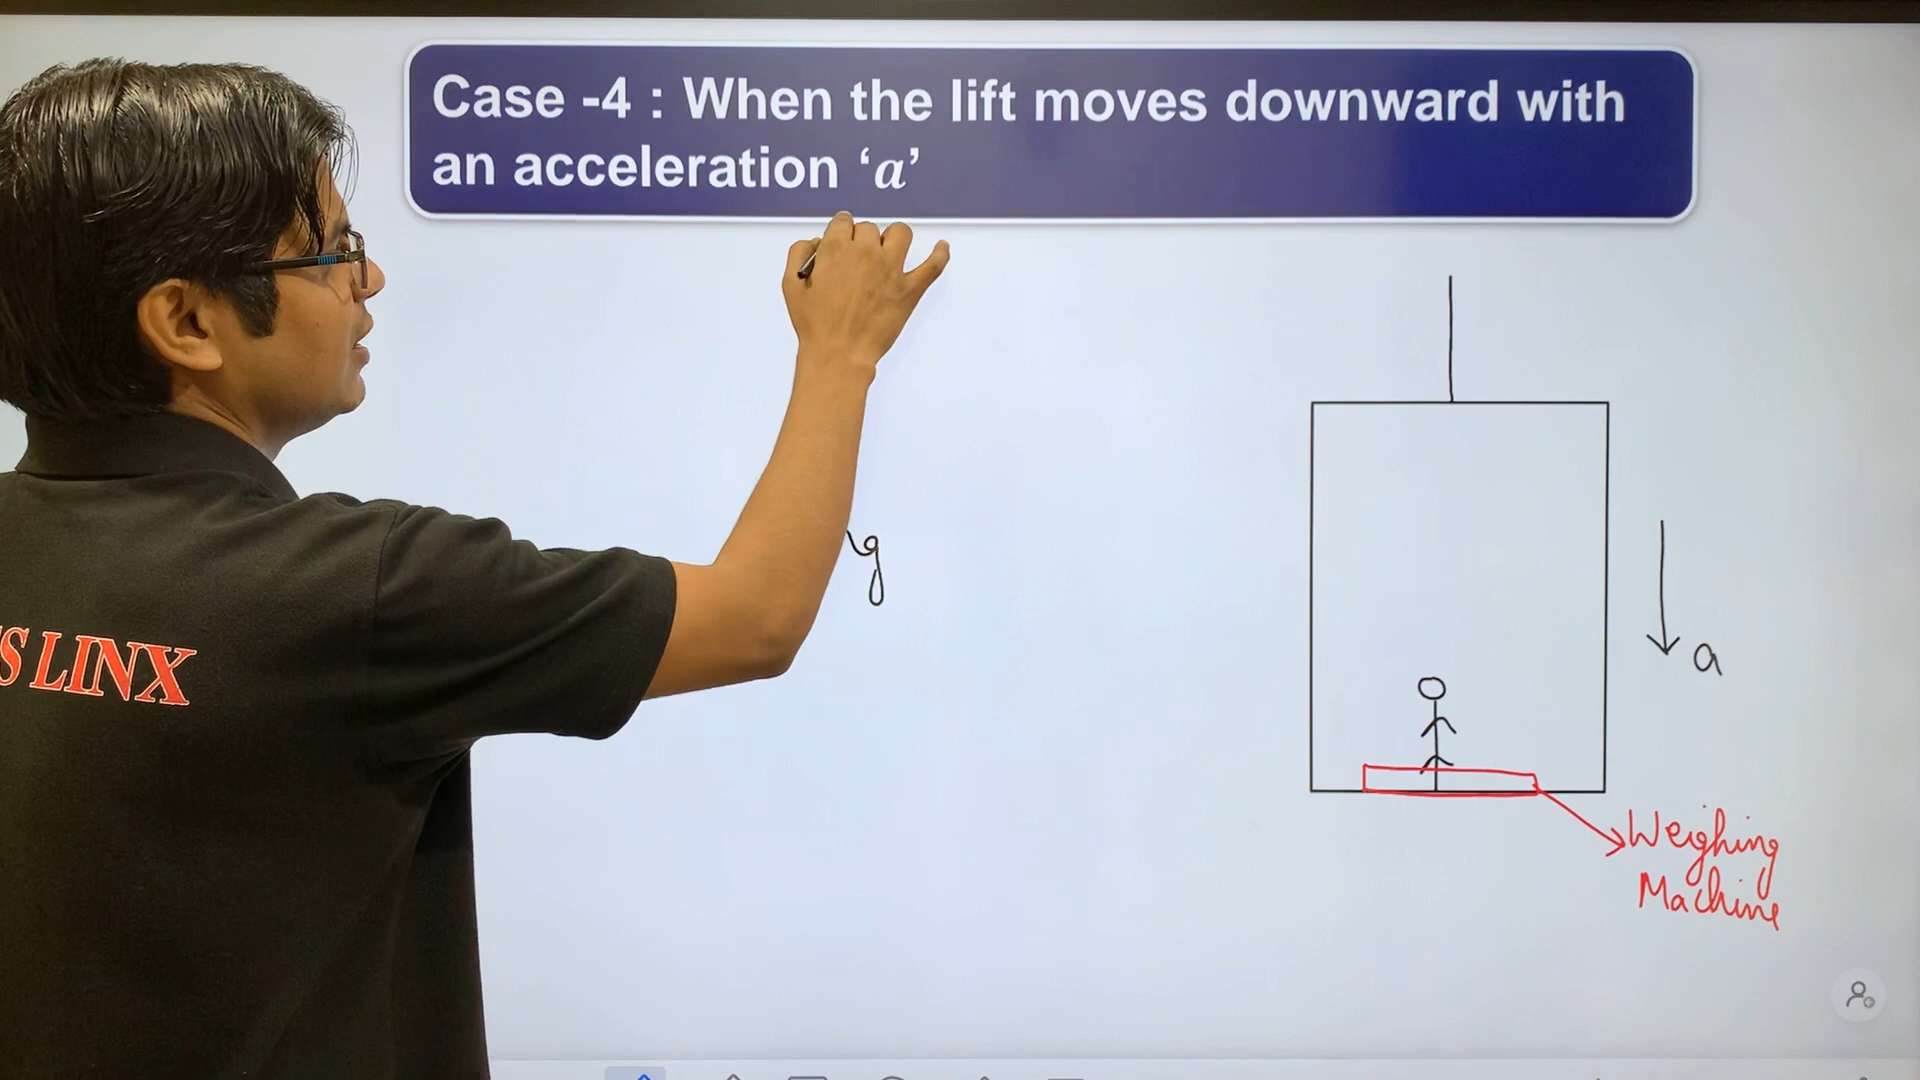 Case -4 : When the lift moves downward with
an acceleration ‘a’
g
a
S LINX
Weighing
Machine